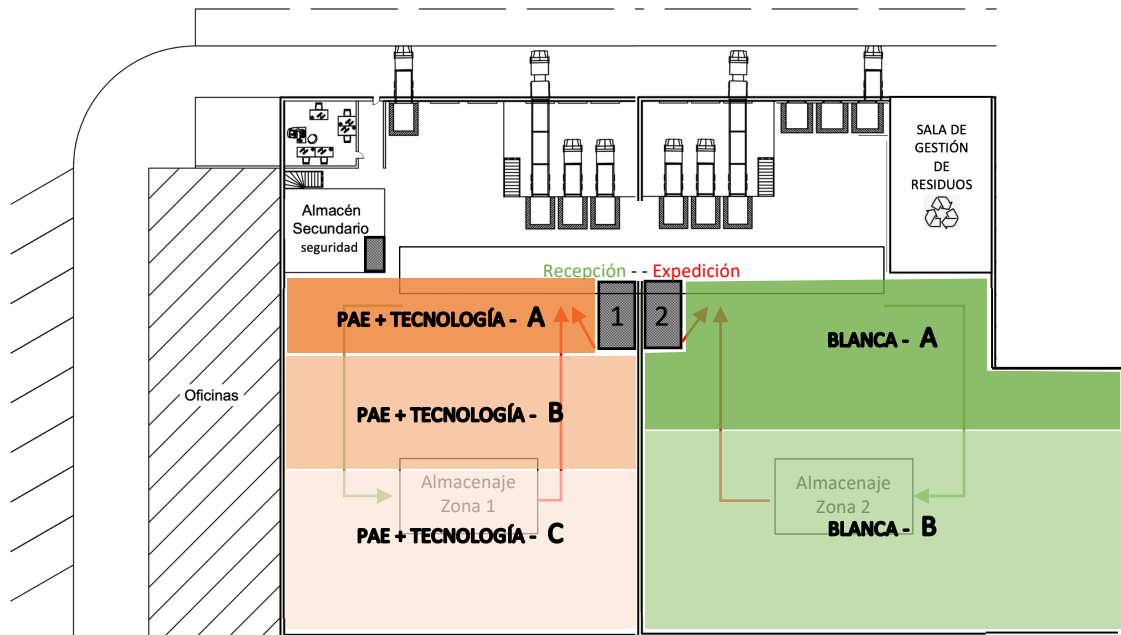 SALA DE
GESTIÓN
DE
RESIDUOS
Almacén
Secundario
seguridad
Recepción - - Expedición
PAE + TECNOLOGÍA - A
1
2
BLANCA - A
Oficinas
PAE + TECNOLOGÍA - B
Almacenaje
Zona 1
Almacenaje
Zona 2
PAE + TECNOLOGÍA - C
BLANCA - B